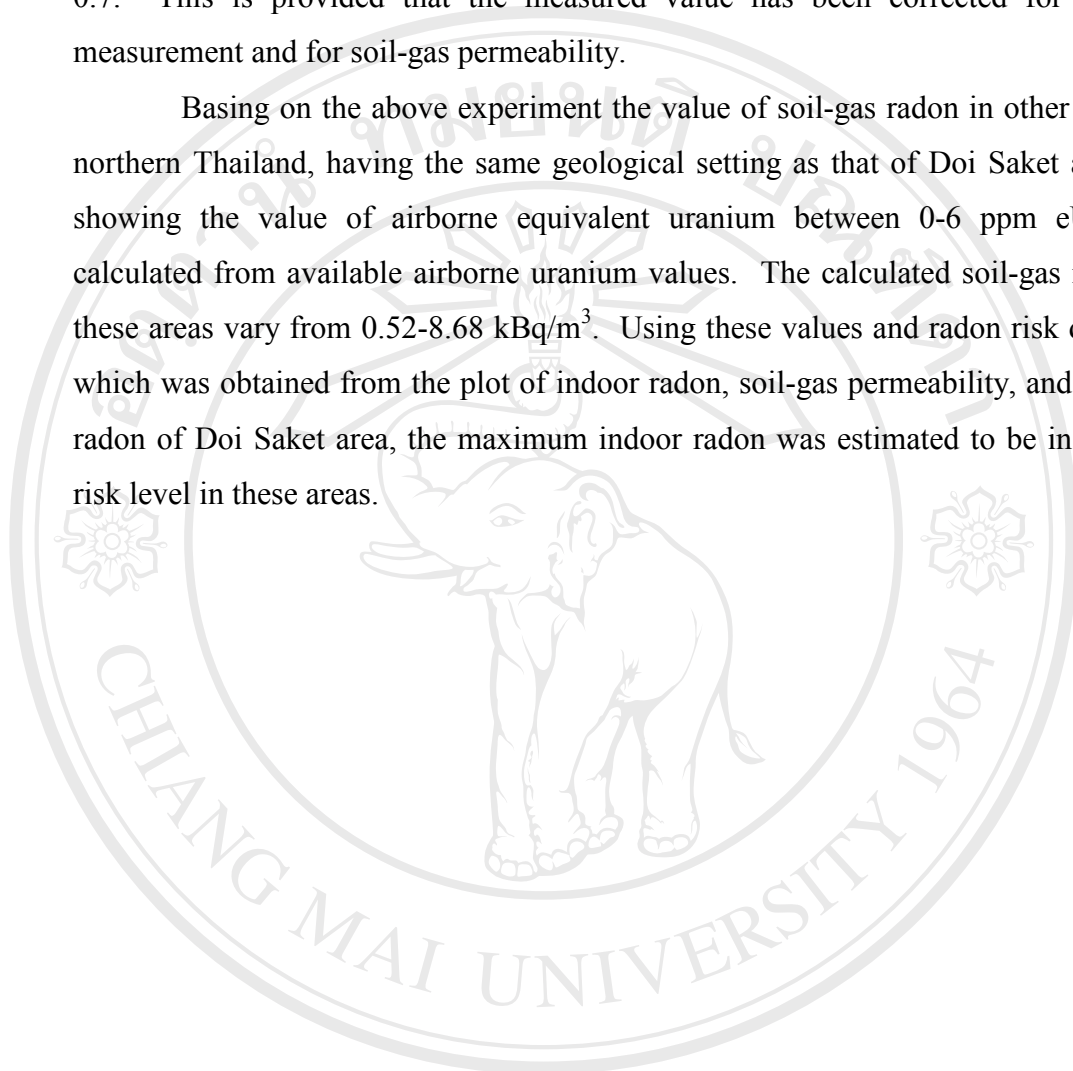 0.7. This is provided that the measured value has been corrected for
measurement and for soil-gas permeability.
Basing on the above experiment the value of soil-gas radon in other
northern Thailand, having the same geological setting as that of Doi Saket
showing the value of airborne equivalent uranium between 0-6 ppm
calculated from available airborne uranium values. The calculated soil-gas
these areas vary from 0.52-8.68 kBq/m³. Using these values and radon risk
which was obtained from the plot of indoor radon, soil-gas permeability, and
radon of Doi Saket area, the maximum indoor radon was estimated to be in
risk level in these areas.
CHIANG MAI UNIVERSITY 1964